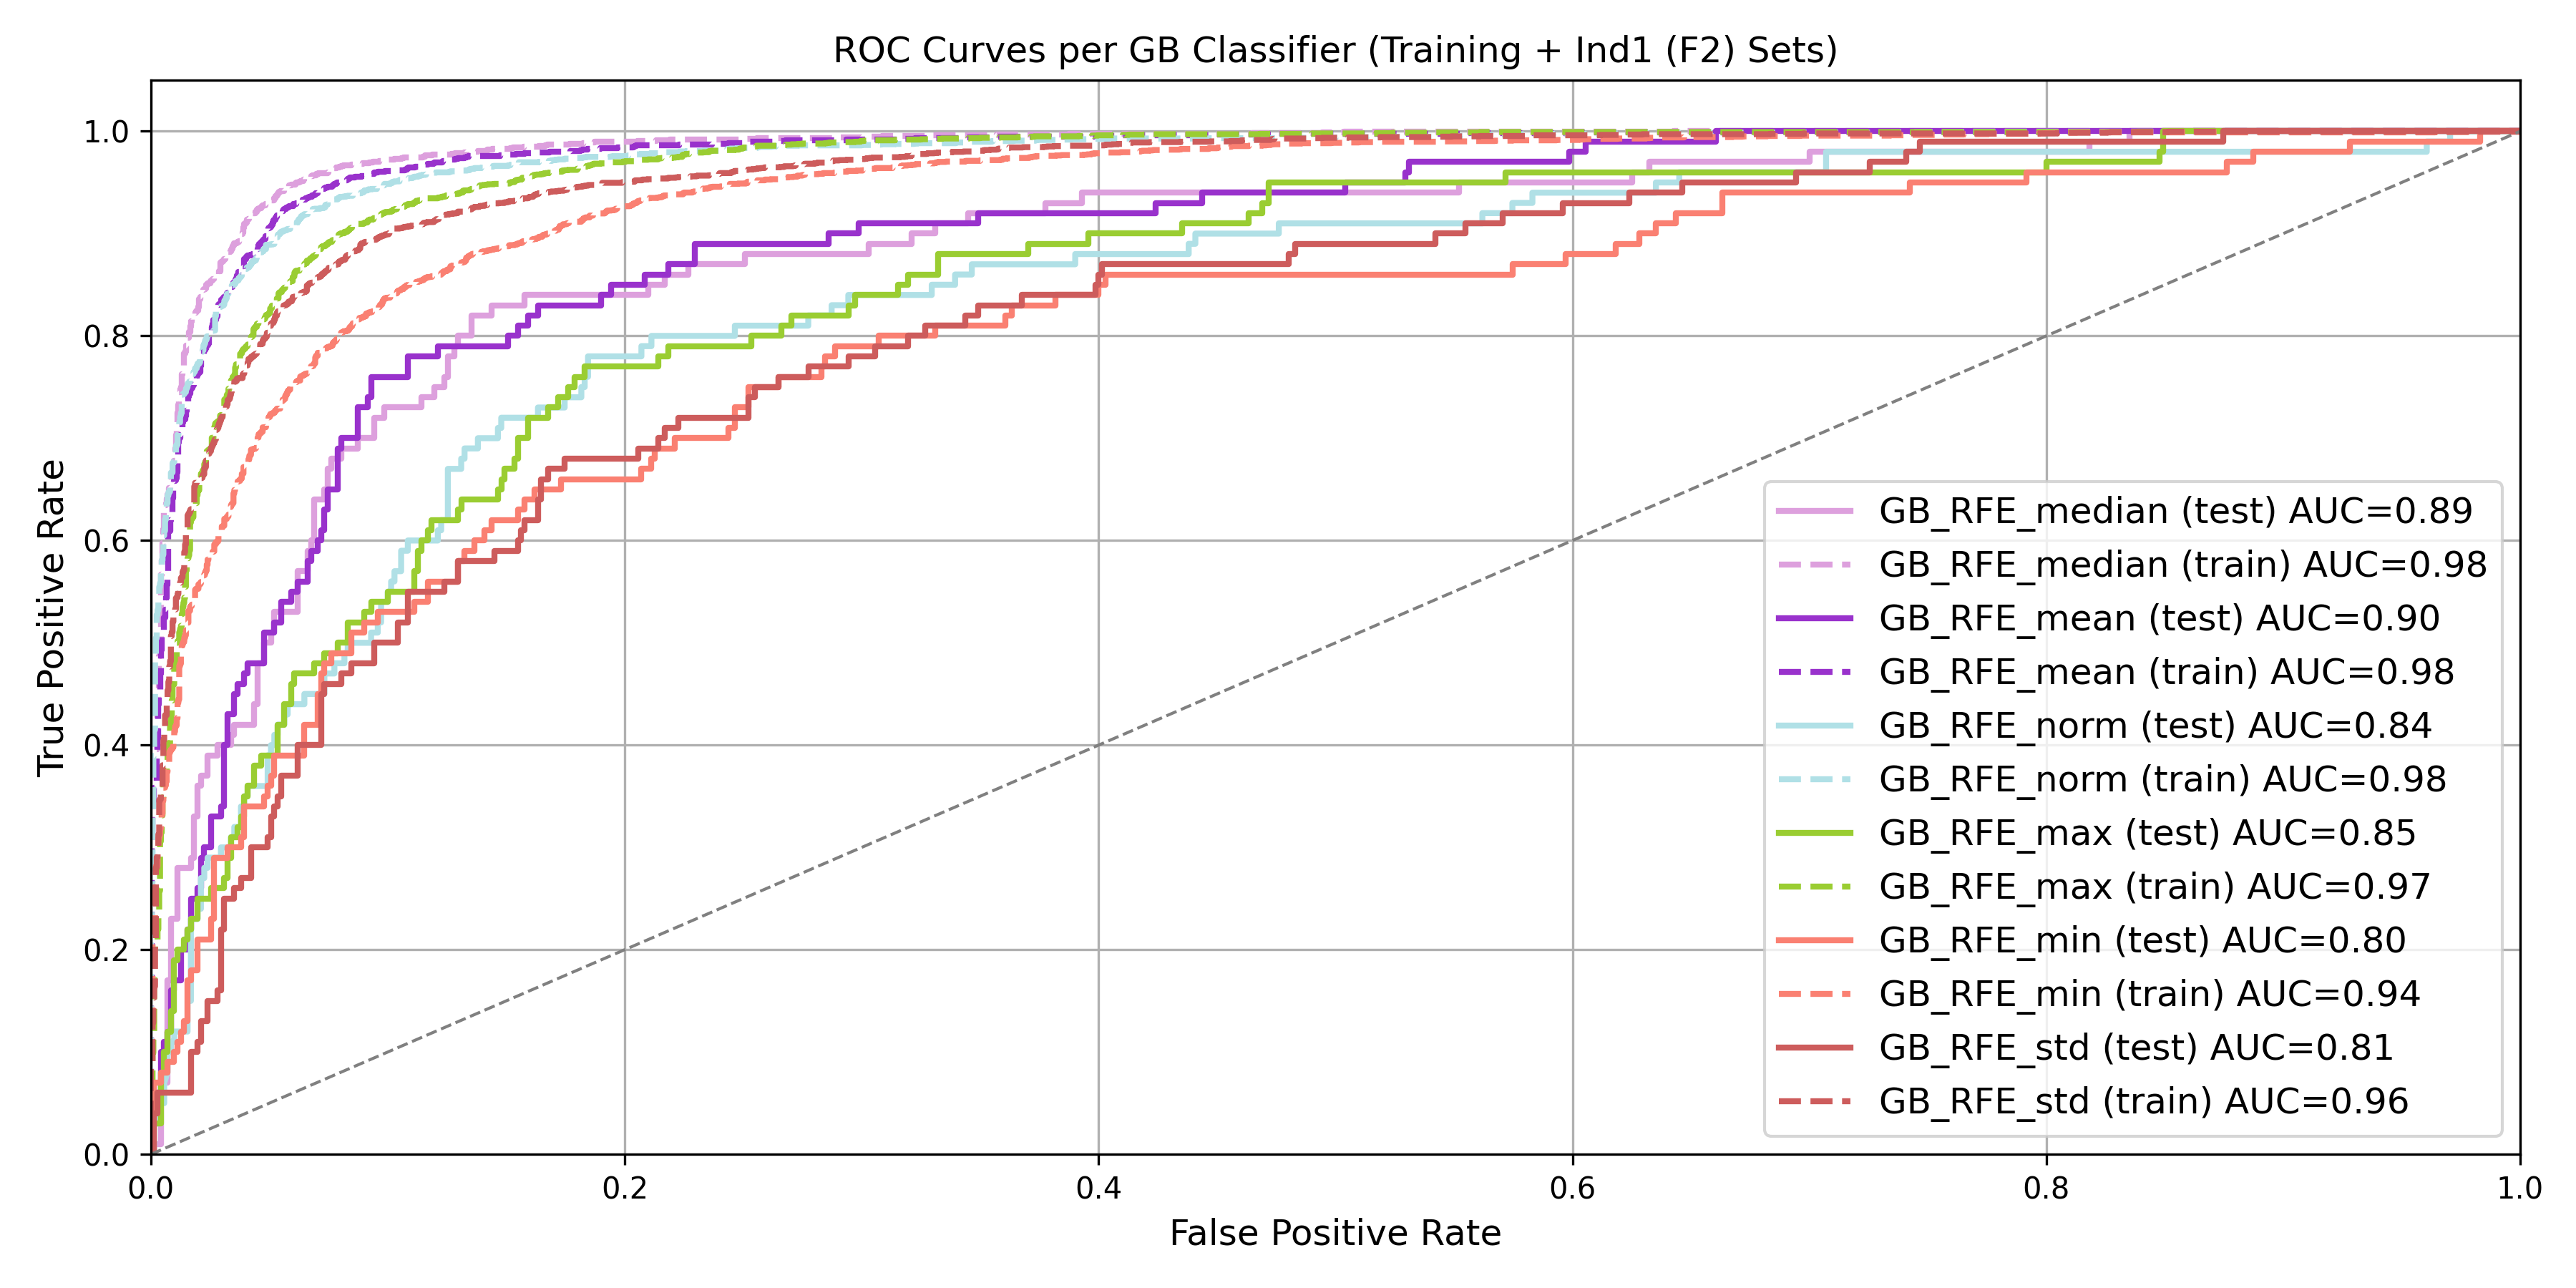 ROC Curves per GB Classifier (Training + Ind1 (F2) Sets)
True Positive Rate
1.0
0.8
0.6
0.4
0.2
0.0
0.0 0.2 0.4 0.6 0.8 1.0
False Positive Rate
GB_RFE_median (test) AUC=0.89
GB_RFE_median (train) AUC=0.98
GB_RFE_mean (test) AUC=0.90
GB_RFE_mean (train) AUC=0.98
GB_RFE_norm (test) AUC=0.84
GB_RFE_norm (train) AUC=0.98
GB_RFE_max (test) AUC=0.85
GB_RFE_max (train) AUC=0.97
GB_RFE_min (test) AUC=0.80
GB_RFE_min (train) AUC=0.94
GB_RFE_std (test) AUC=0.81
GB_RFE_std (train) AUC=0.96